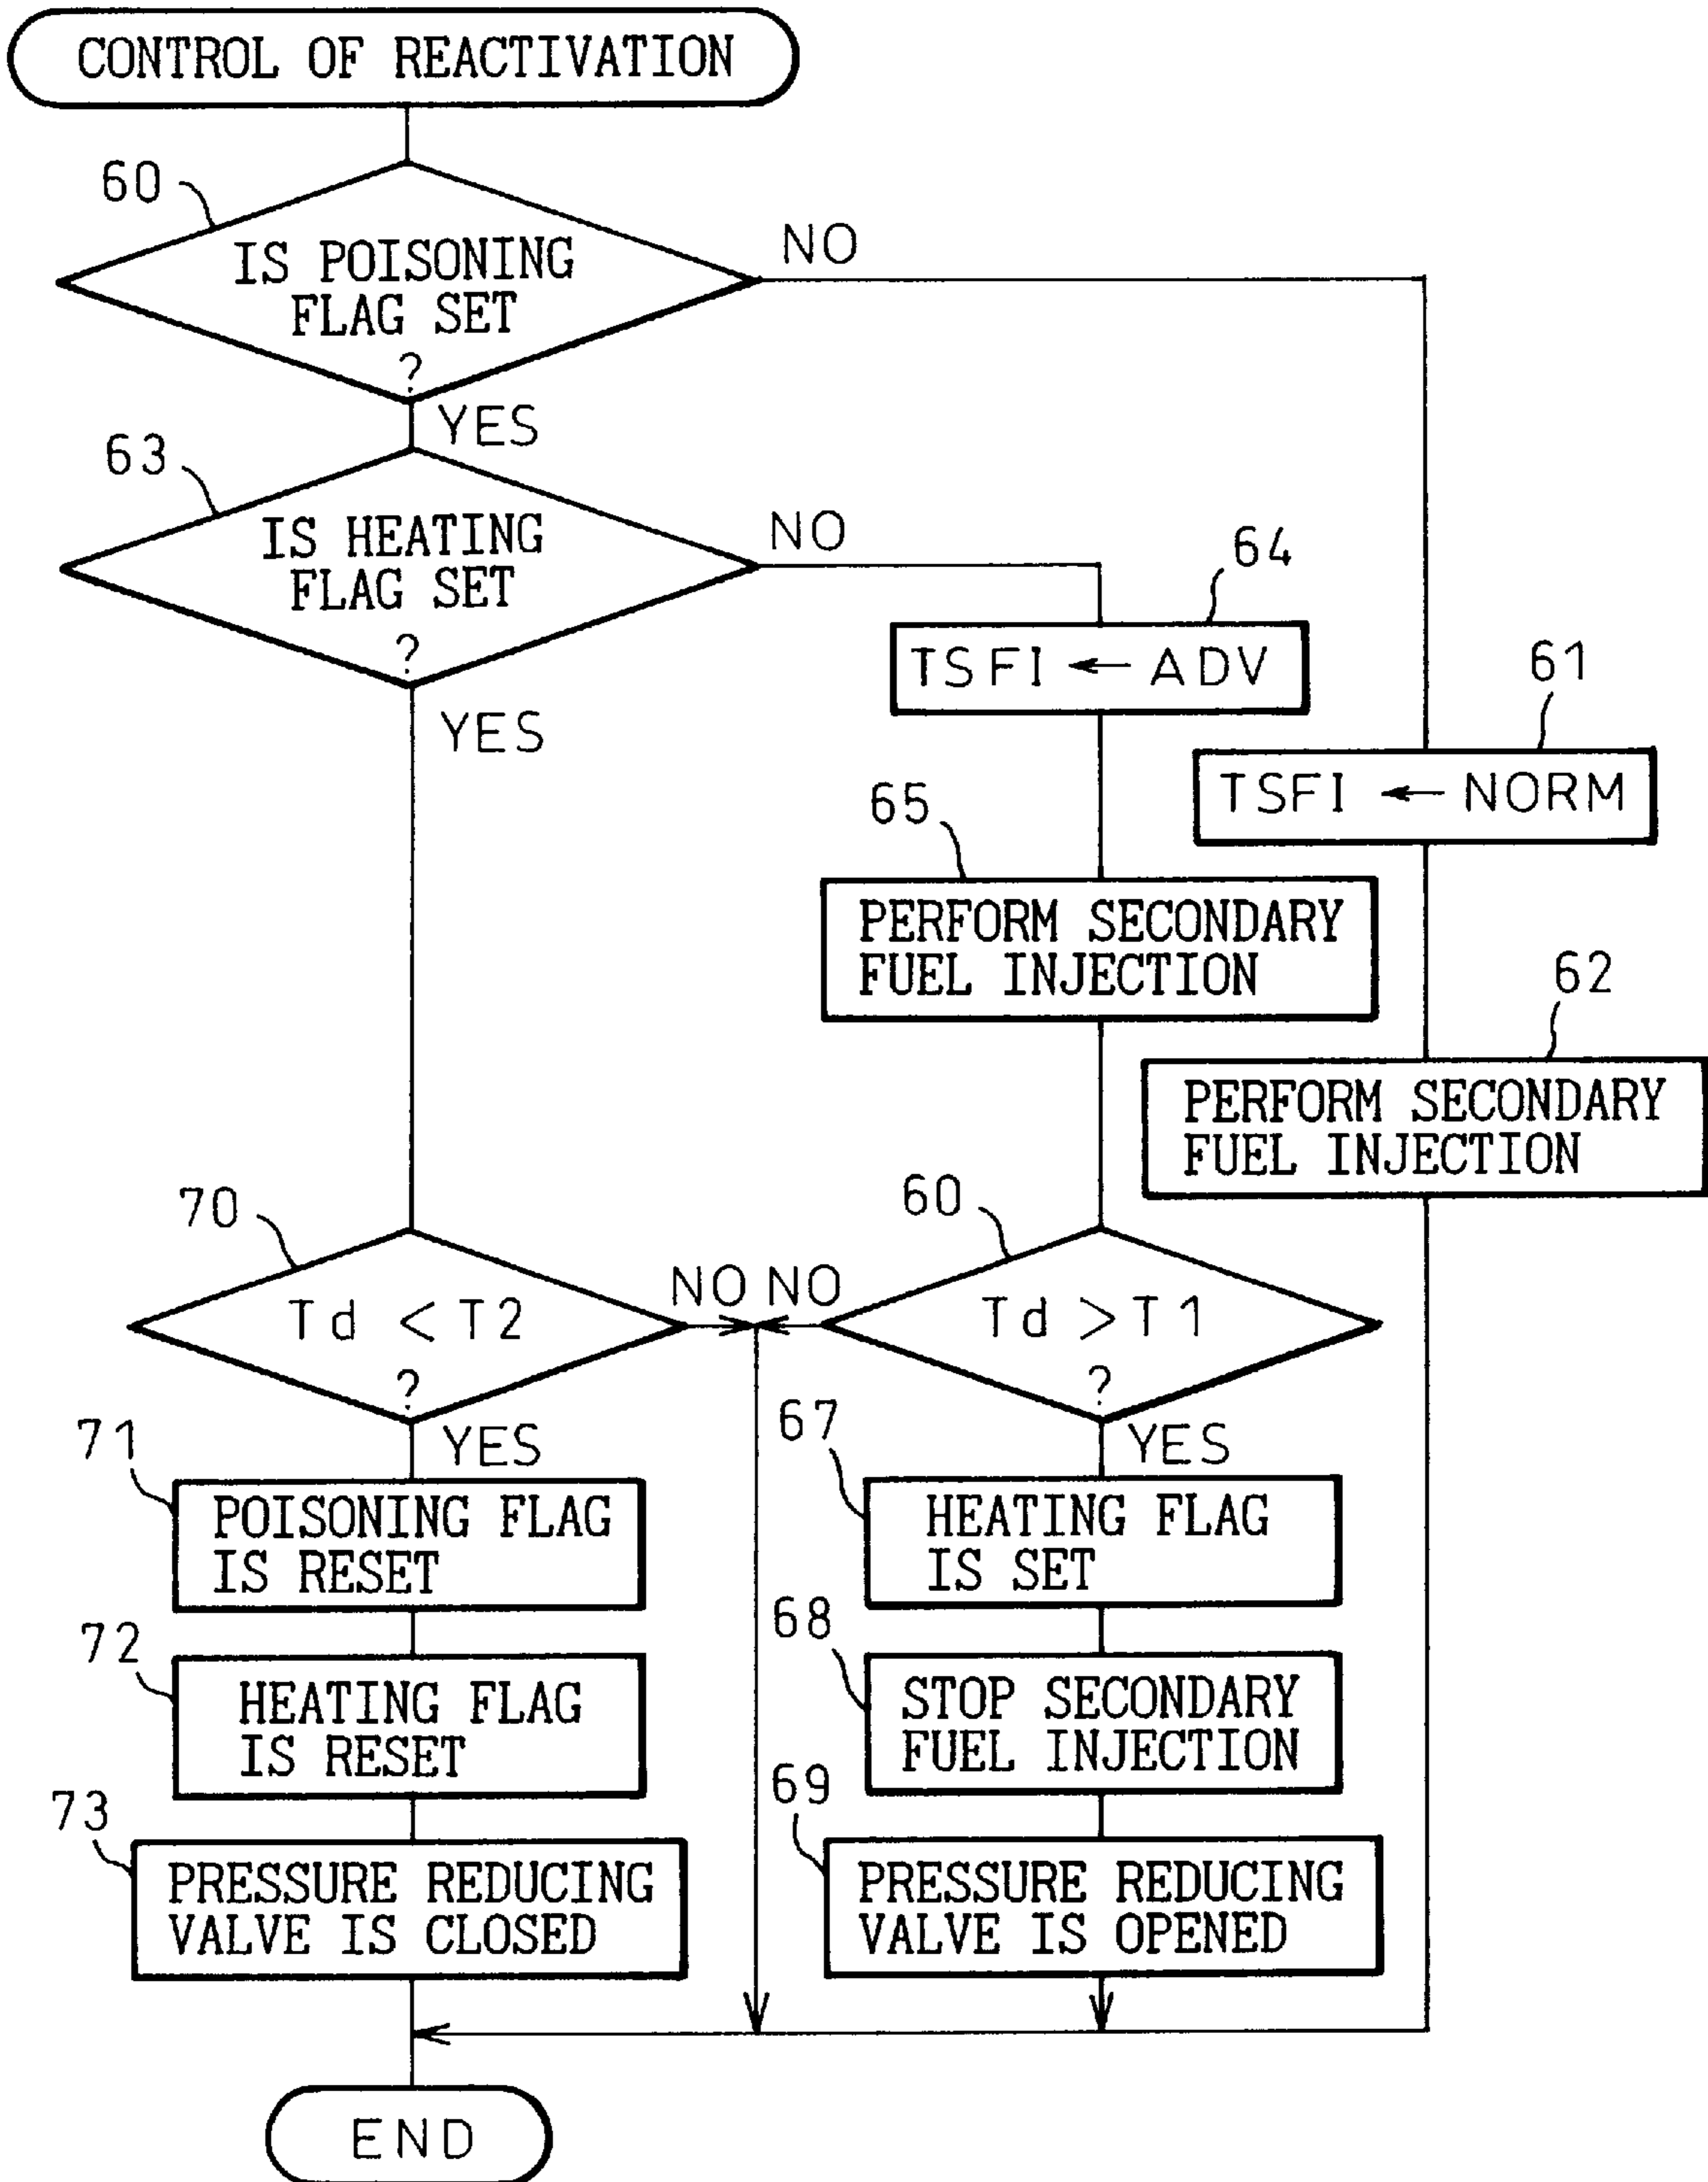 CONTROL OF REACTIVATION
60
IS POISONING
FLAG SET
?
NO
YES
63
IS HEATING
FLAG SET
?
NO
YES
64
TSFI ← ADV
61
TSFI ← NORM
65
PERFORM SECONDARY
FUEL INJECTION
62
PERFORM SECONDARY
FUEL INJECTION
70
Td < T2
?
NO
YES
60
Td > T1
?
NO
YES
71
POISONING FLAG
IS RESET
67
HEATING FLAG
IS SET
72
HEATING FLAG
IS RESET
68
STOP SECONDARY
FUEL INJECTION
73
PRESSURE REDUCING
VALVE IS CLOSED
69
PRESSURE REDUCING
VALVE IS OPENED
END